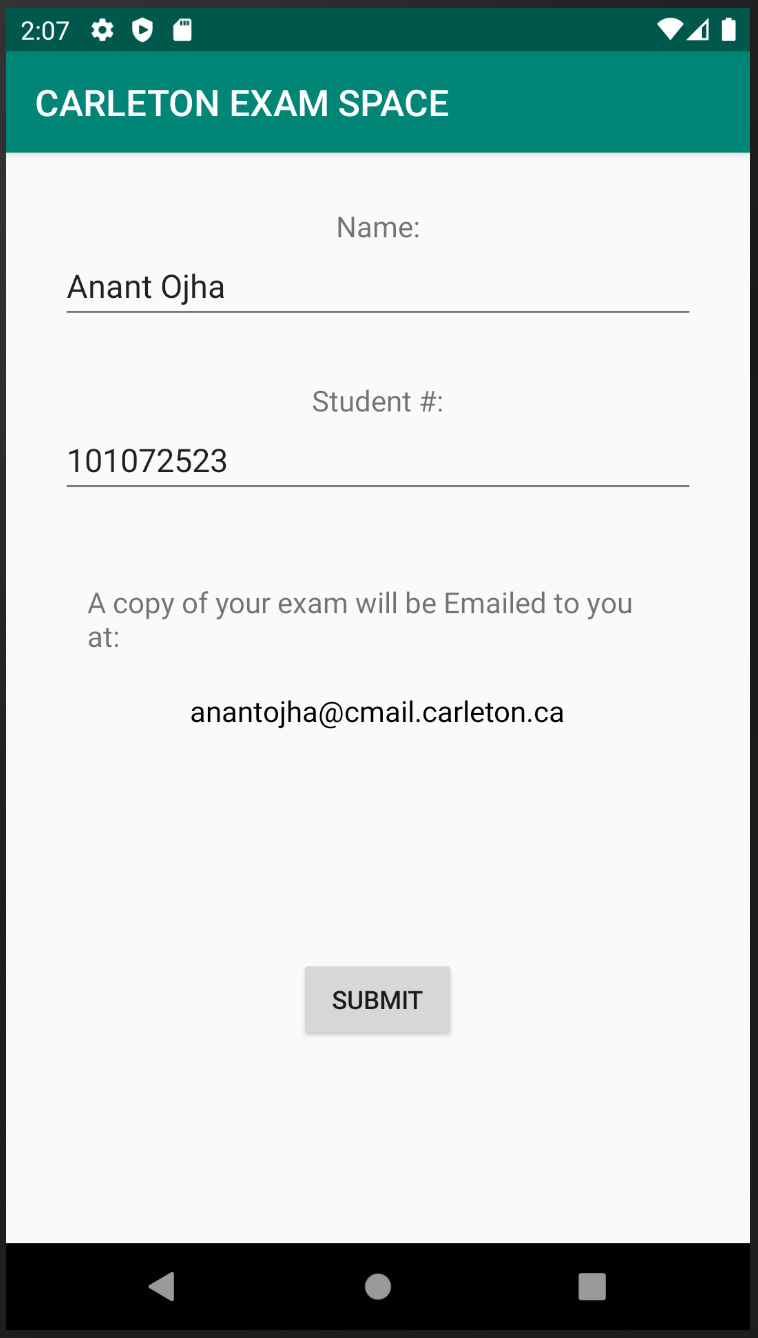 2:07
CARLETON EXAM SPACE
Name:
Anant Ojha
Student #:
101072523
A copy of your exam will be Emailed to you
at:
anantojha@cmail.carleton.ca
SUBMIT